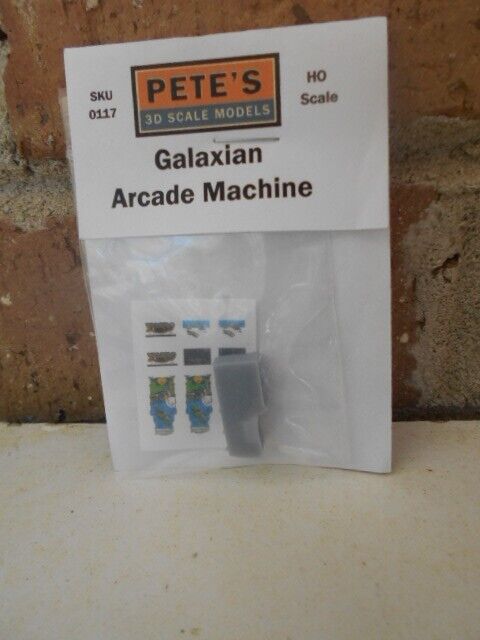 SKU
0117
PETE'S
3D SCALE MODELS
HO
Scale
Galaxian
Arcade Machine